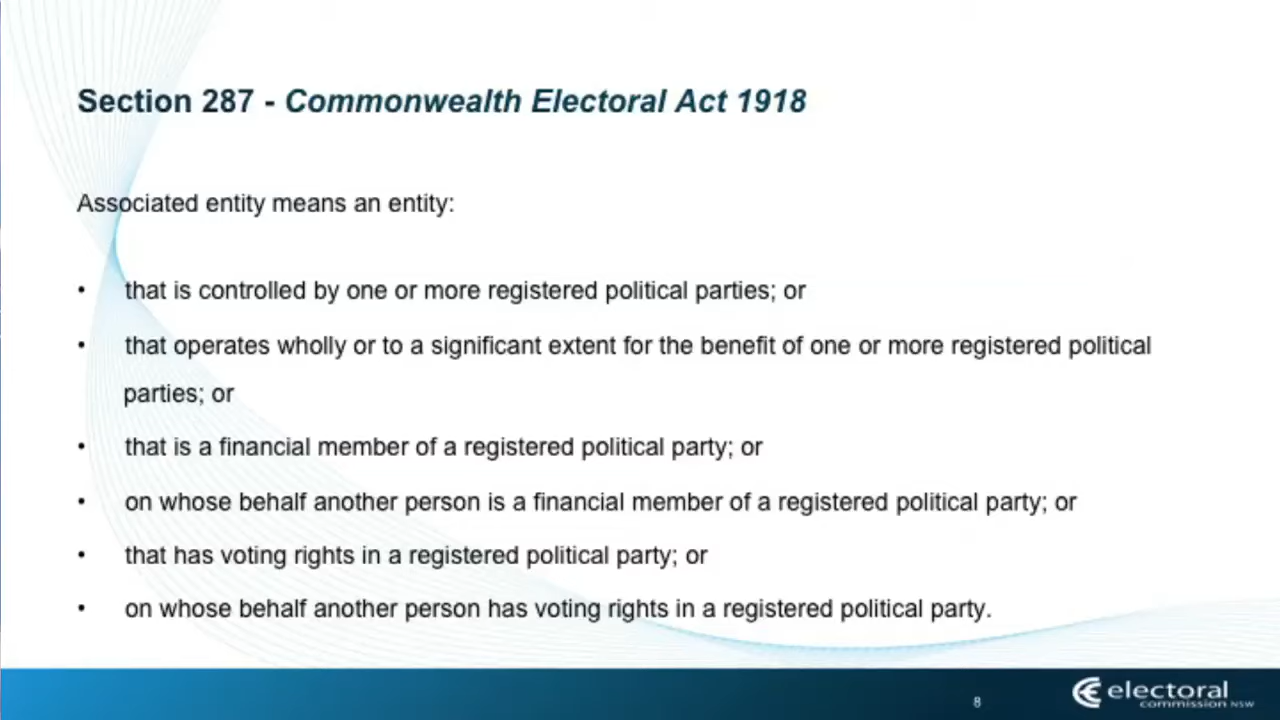 Section 287 - Commonwealth Electoral Act 1918
Associated entity means an entity:
• that is controlled by one or more registered political parties; or
• that operates wholly or to a significant extent for the benefit of one or more registered political
parties; or
• that is a financial member of a registered political party; or
• on whose behalf another person is a financial member of a registered political party; or
• that has voting rights in a registered political party; or
• on whose behalf another person has voting rights in a registered political party.
8
electoral
commission NSW